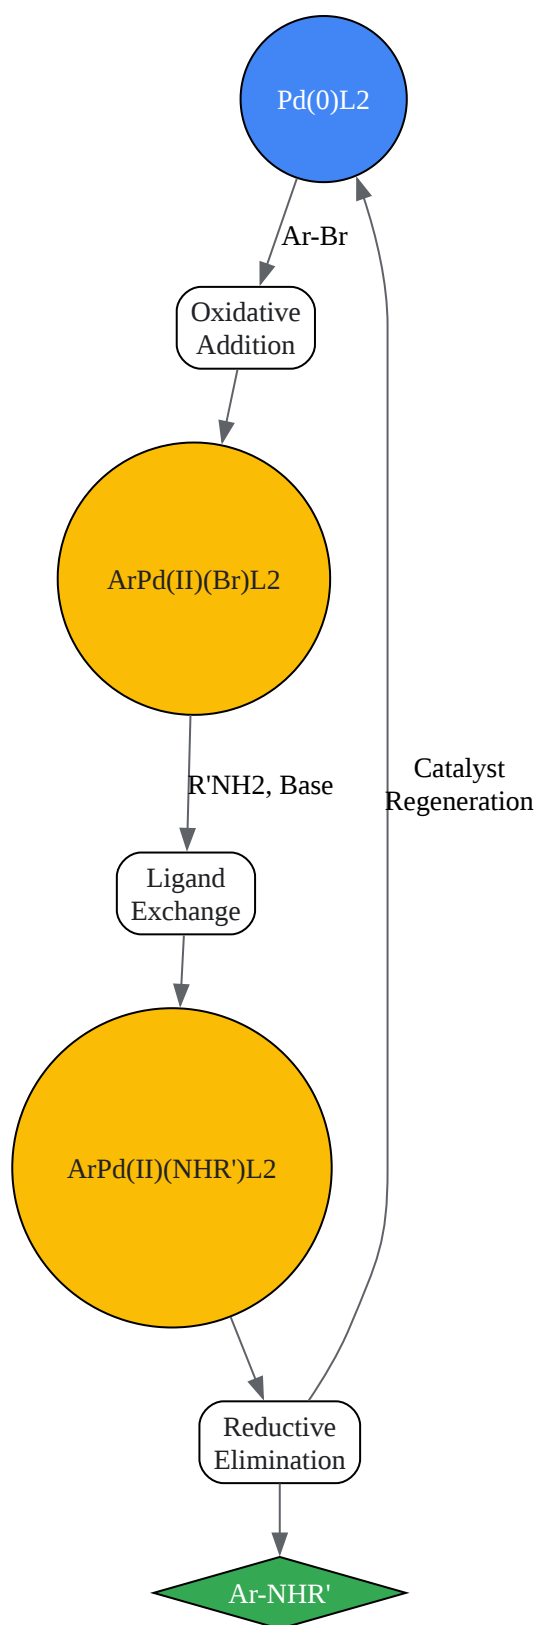 Pd(0)L2
Ar-Br
Oxidative
Addition
ArPd(II)(Br)L2
R'NH2, Base
Catalyst
Regeneration
Ligand
Exchange
ArPd(II)(NHR')L2
Reductive
Elimination
Ar-NHR'